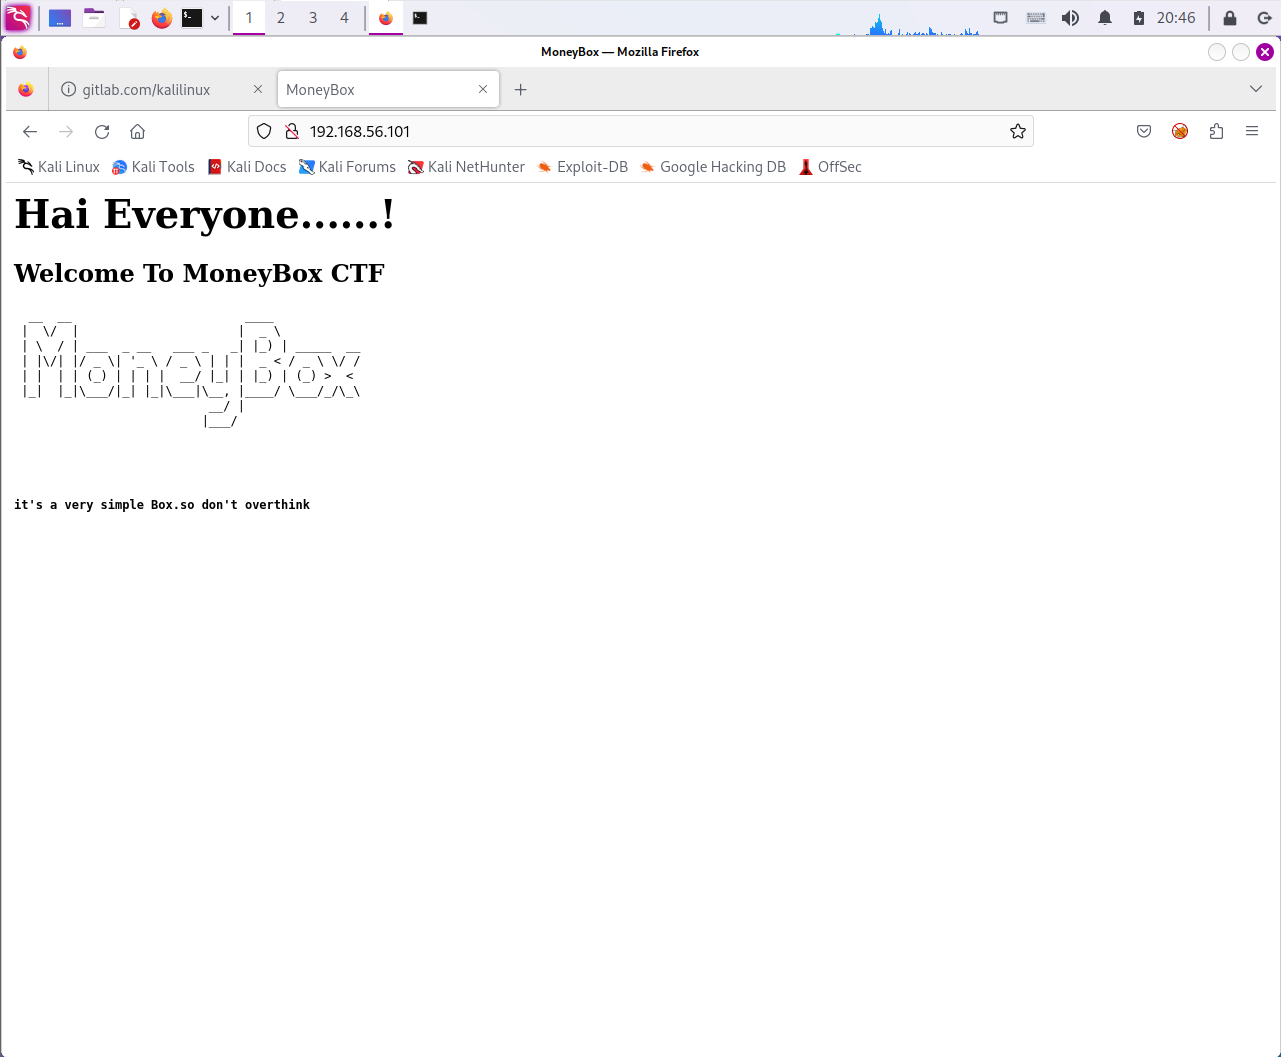 1 2 3 4 20:46
MoneyBox — Mozilla Firefox
gitlab.com/kalilinux MoneyBox
192.168.56.101
Kali Linux Kali Tools Kali Docs Kali Forums Kali NetHunter Exploit-DB Google Hacking DB OffSec
Hai Everyone......!
Welcome To MoneyBox CTF
MoneyBox
it's a very simple Box.so don't overthink